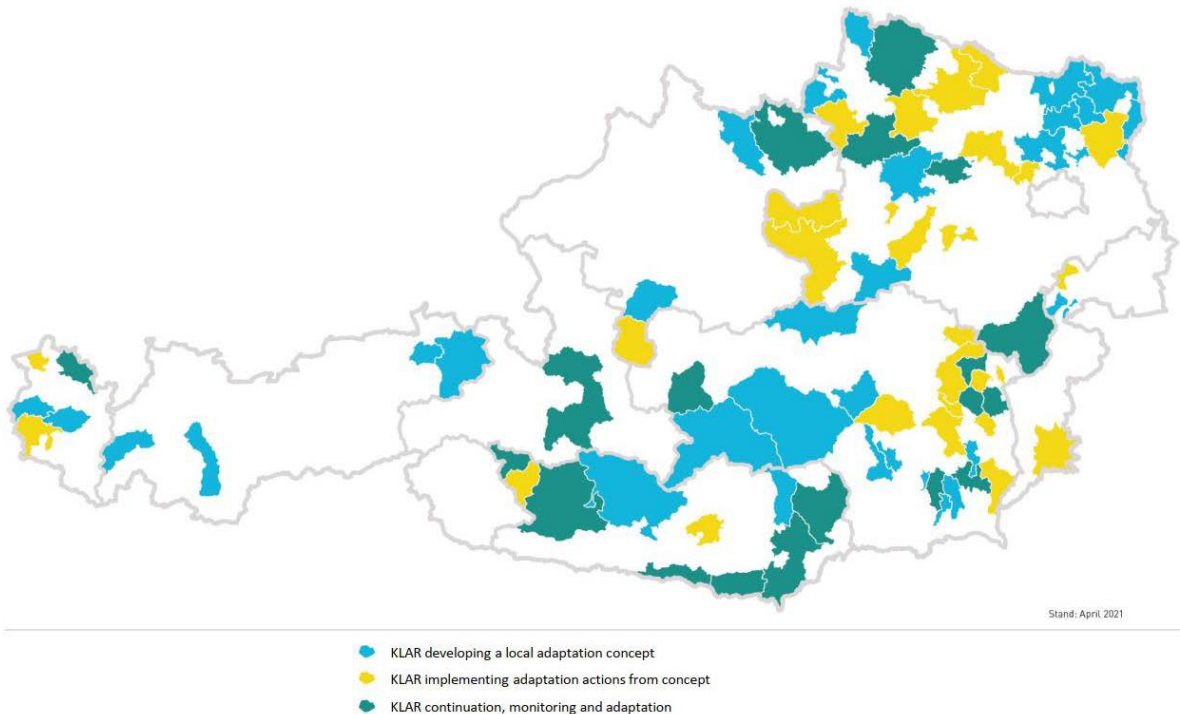 Stand: April 2021
KLAR developing a local adaptation concept
KLAR implementing adaptation actions from concept
KLAR continuation, monitoring and adaptation